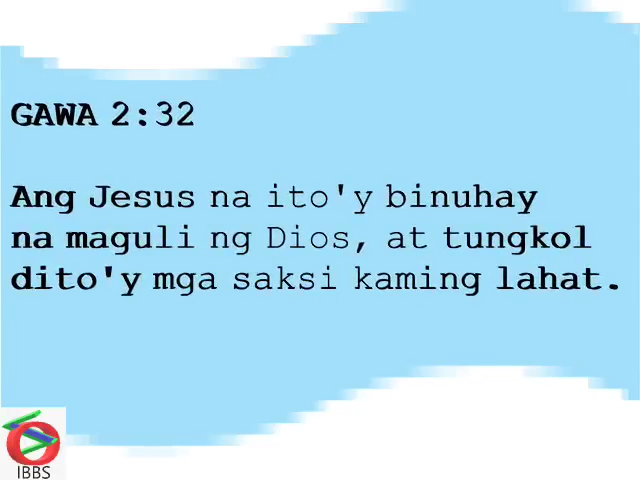 GAWA 2:32
Ang Jesus na ito'y binuhay
na maguli ng Dios, at tungkol
dito'y mga saksi kaming lahat.
IBBS